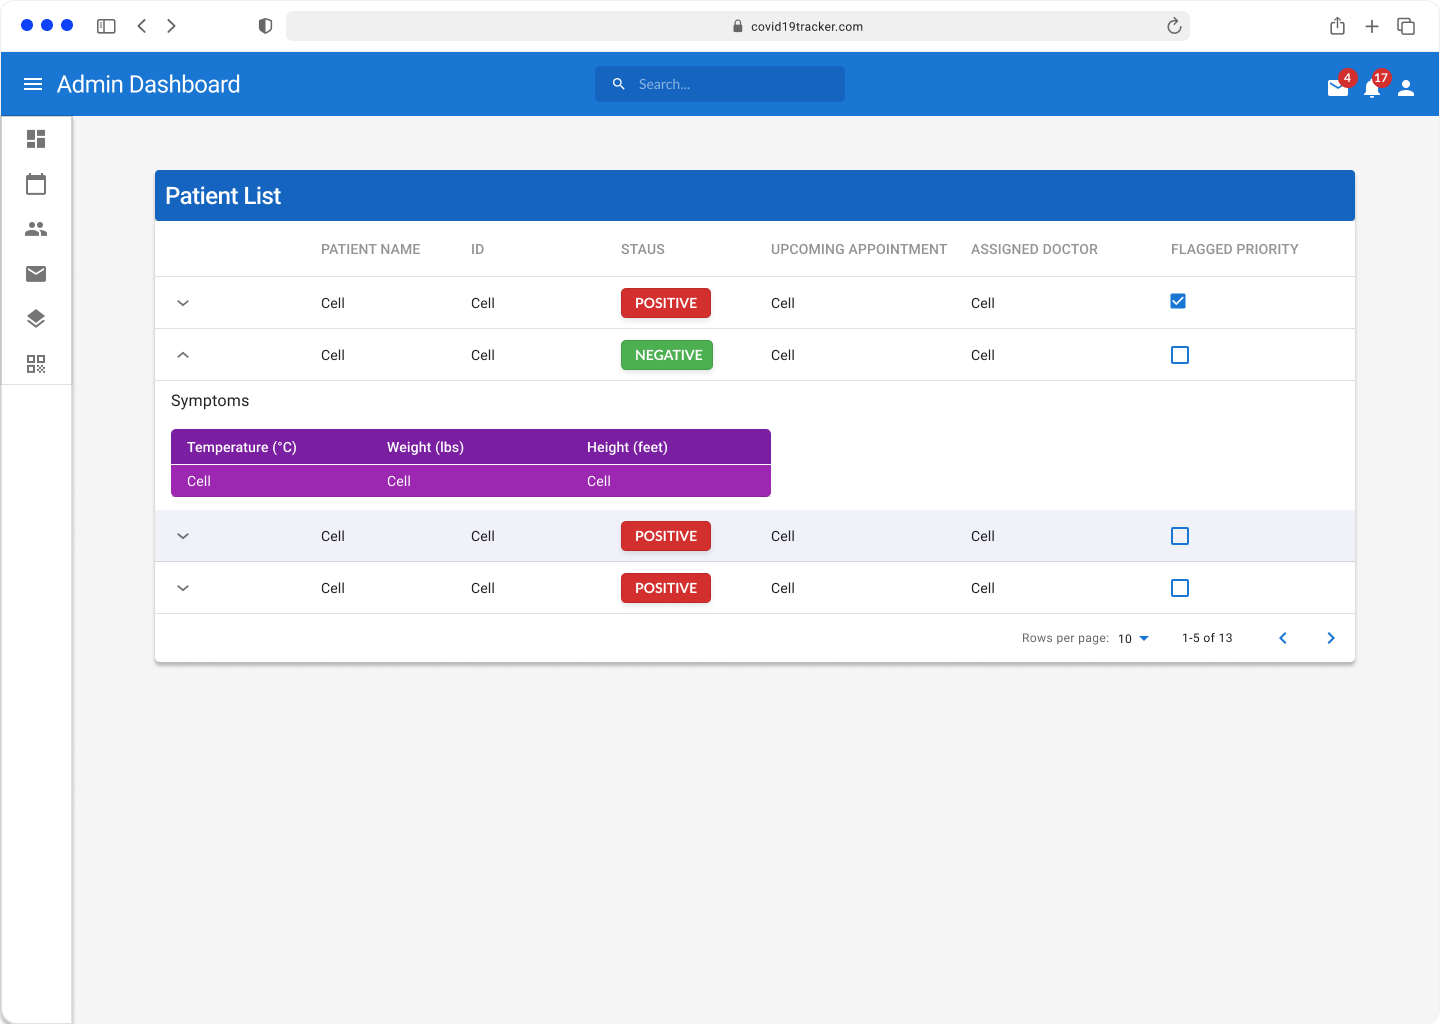 covid19tracker.com
Admin Dashboard Search... 4 17
Patient List
PATIENT NAME ID STAUS UPCOMING APPOINTMENT ASSIGNED DOCTOR FLAGGED PRIORITY
Cell Cell POSITIVE Cell Cell
Cell Cell NEGATIVE Cell Cell
Symptoms
Temperature (°C) Weight (lbs) Height (feet)
Cell Cell Cell
Cell Cell POSITIVE Cell Cell
Cell Cell POSITIVE Cell Cell
Rows per page: 10 1-5 of 13